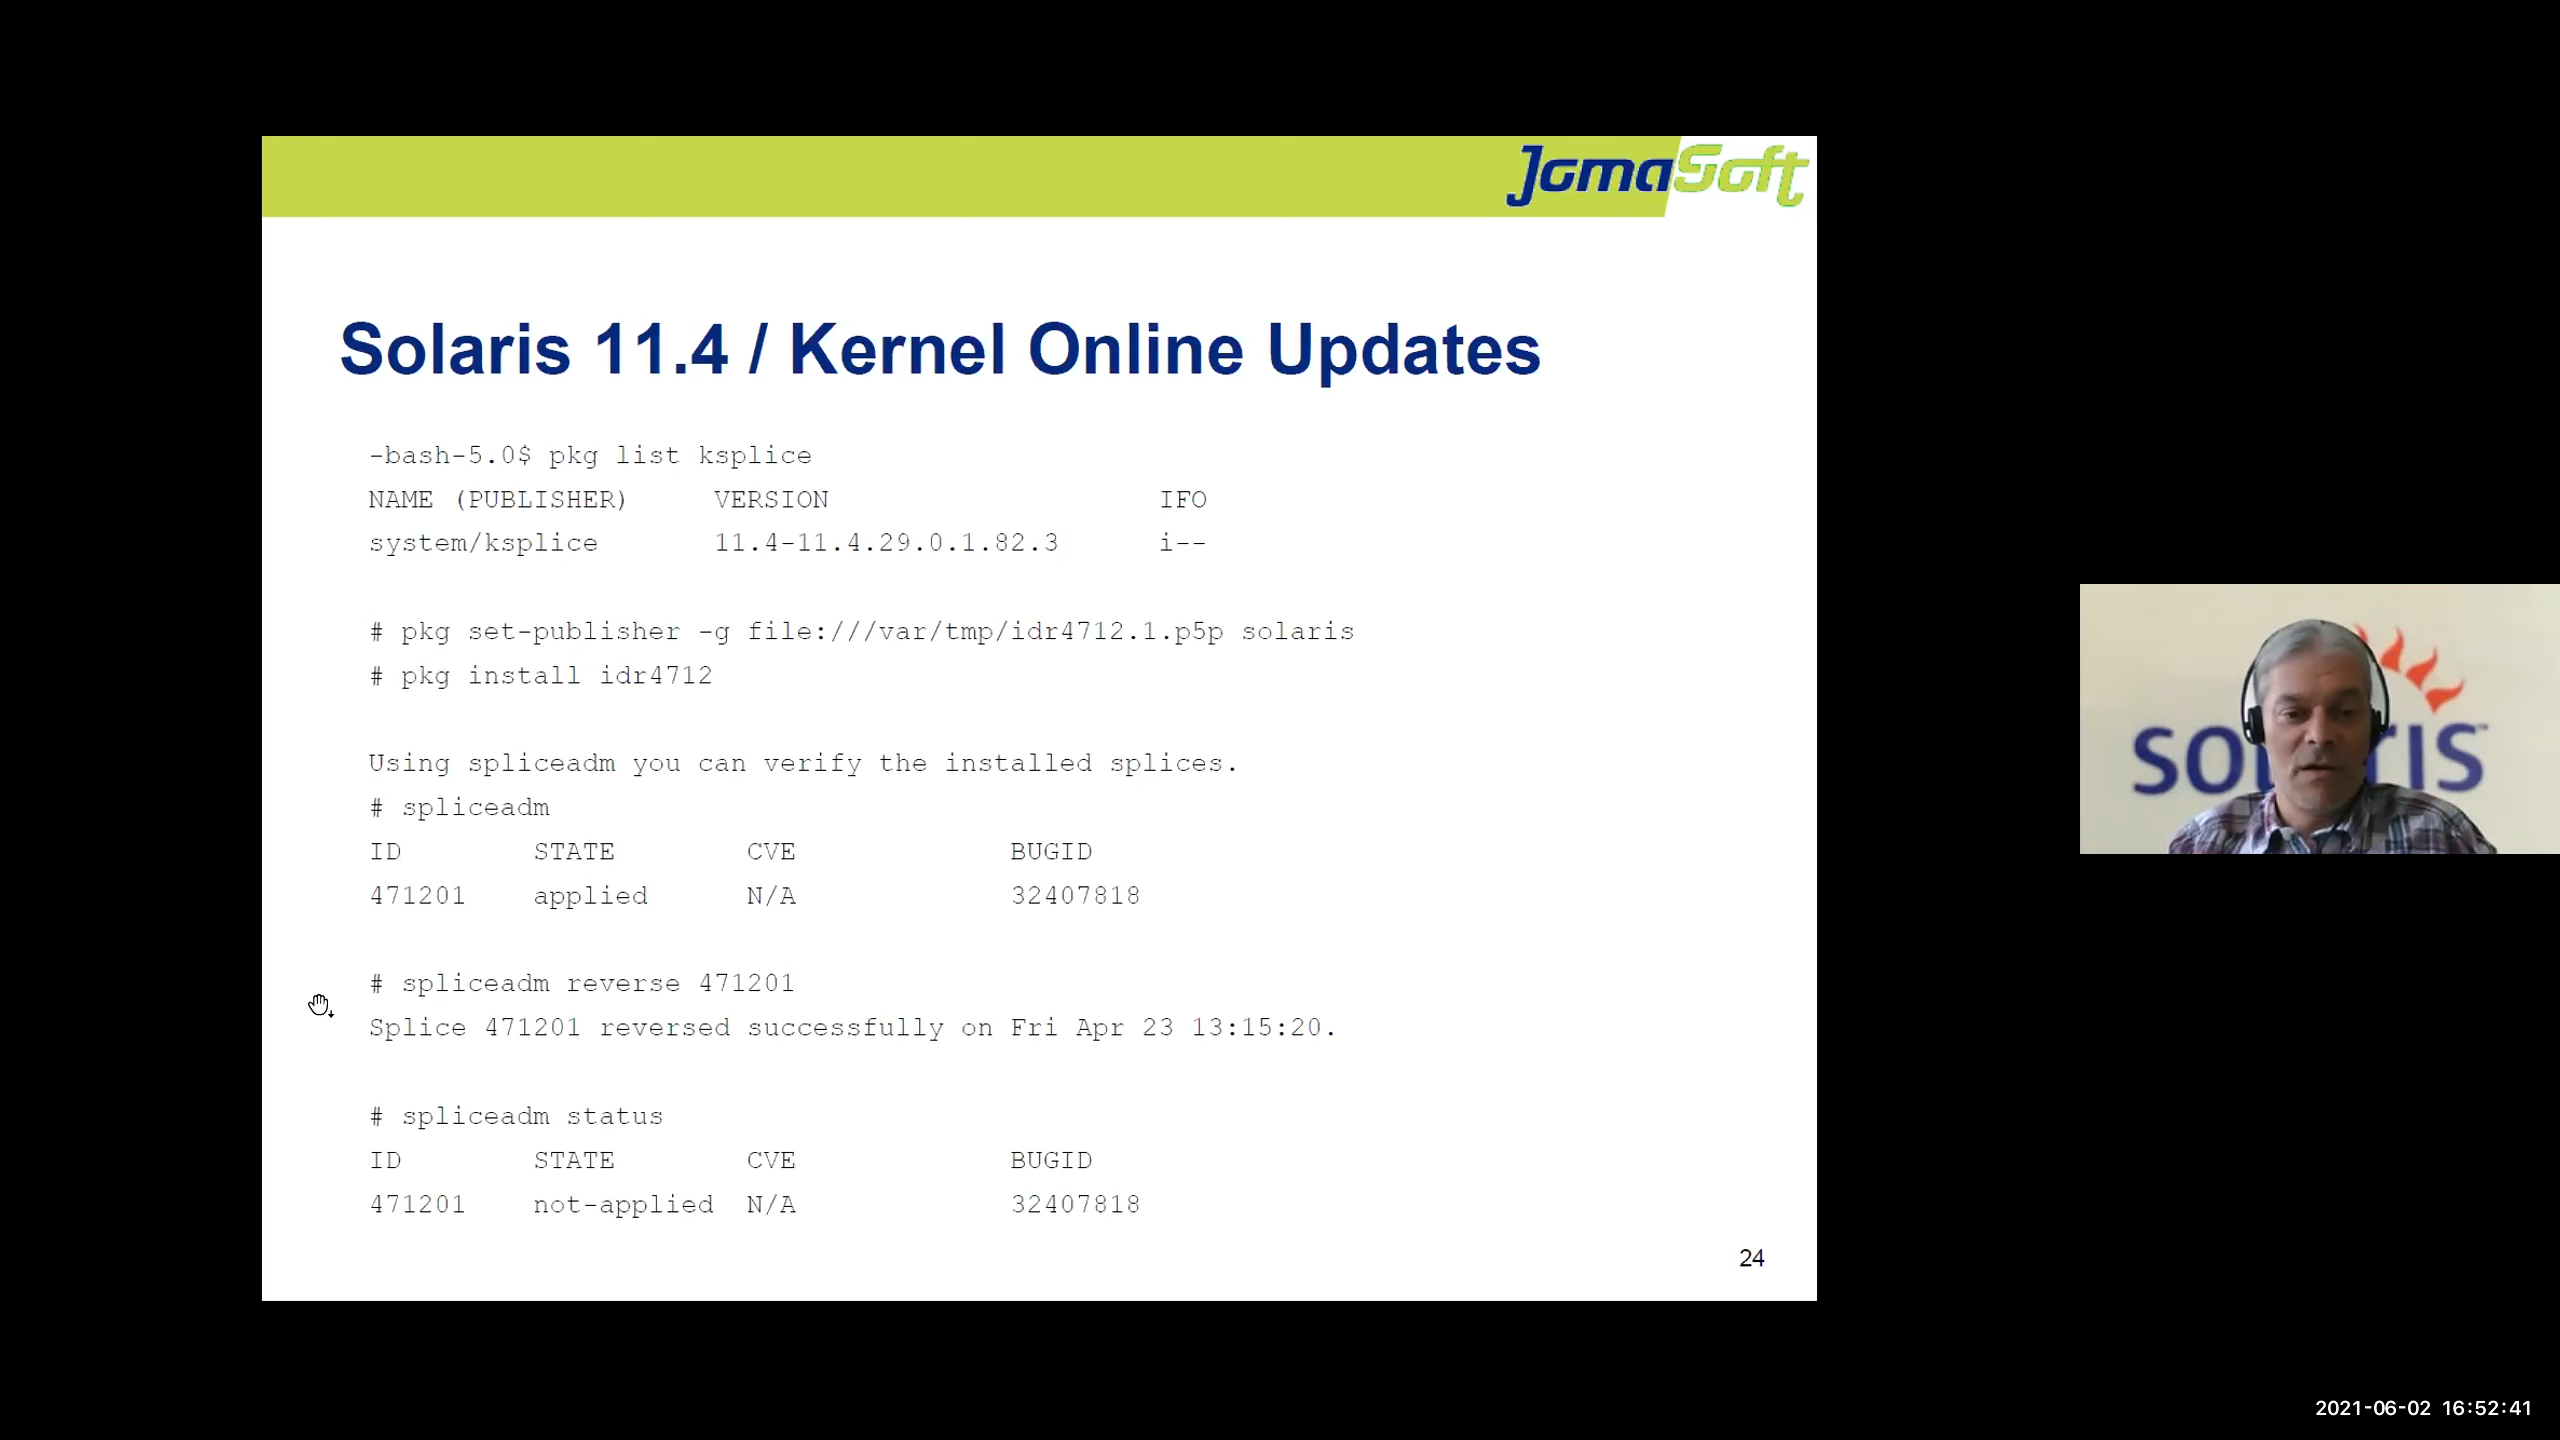 JomaSoft
Solaris 11.4 / Kernel Online Updates
-bash-5.0$ pkg list ksplice
NAME (PUBLISHER) VERSION IFO
system/ksplice 11.4-11.4.29.0.1.82.3 i--
# pkg set-publisher -g file:///var/tmp/idr4712.1.p5p solaris
# pkg install idr4712
Using spliceadm you can verify the installed splices.
# spliceadm
ID STATE CVE BUGID
471201 applied N/A 32407818
# spliceadm reverse 471201
Splice 471201 reversed successfully on Fri Apr 23 13:15:20.
# spliceadm status
ID STATE CVE BUGID
471201 not-applied N/A 32407818
24
2021-06-02 16:52:41